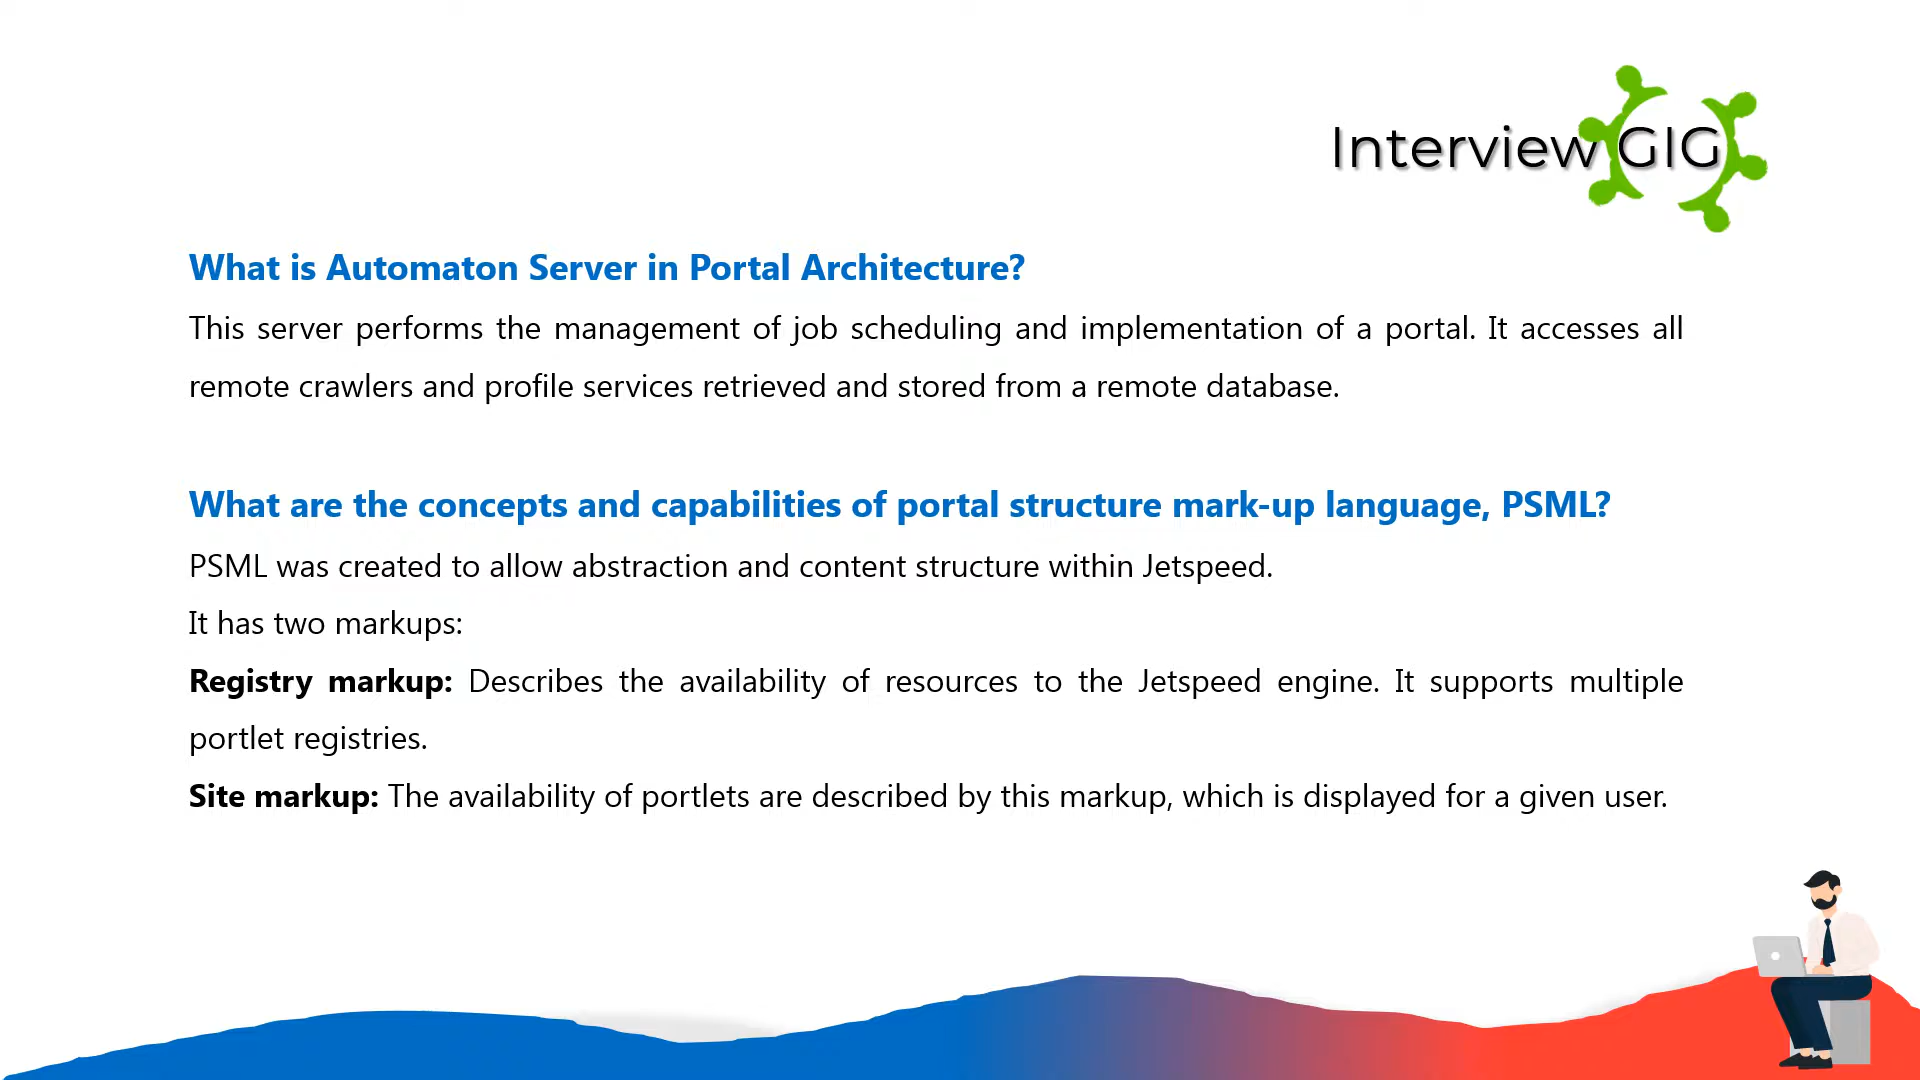 Interview GIG
What is Automaton Server in Portal Architecture?
This server performs the management of job scheduling and implementation of a portal. It accesses all
remote crawlers and profile services retrieved and stored from a remote database.
What are the concepts and capabilities of portal structure mark-up language, PSML?
PSML was created to allow abstraction and content structure within Jetspeed.
It has two markups:
Registry markup: Describes the availability of resources to the Jetspeed engine. It supports multiple
portlet registries.
Site markup: The availability of portlets are described by this markup, which is displayed for a given user.